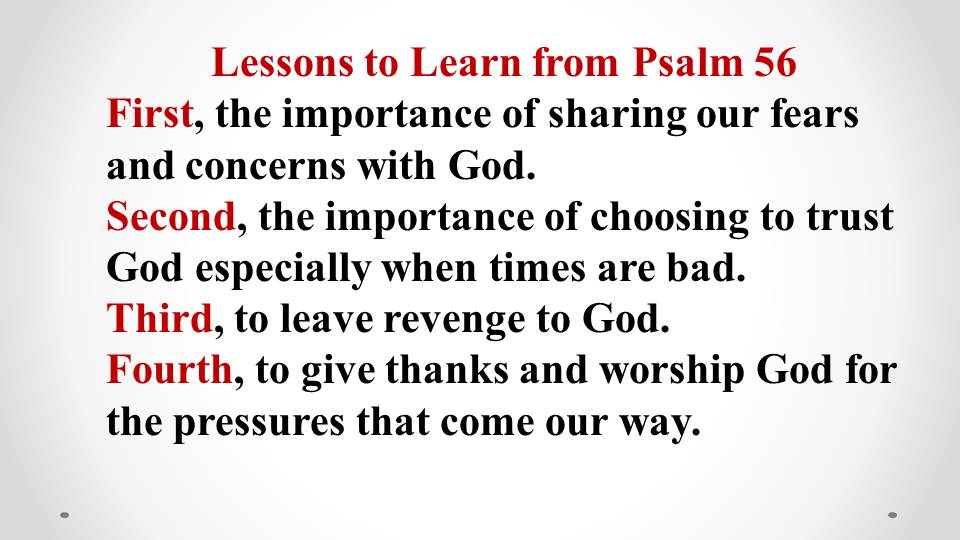 Lessons to Learn from Psalm 56
First, the importance of sharing our fears
and concerns with God.
Second, the importance of choosing to trust
God especially when times are bad.
Third, to leave revenge to God.
Fourth, to give thanks and worship God for
the pressures that come our way.